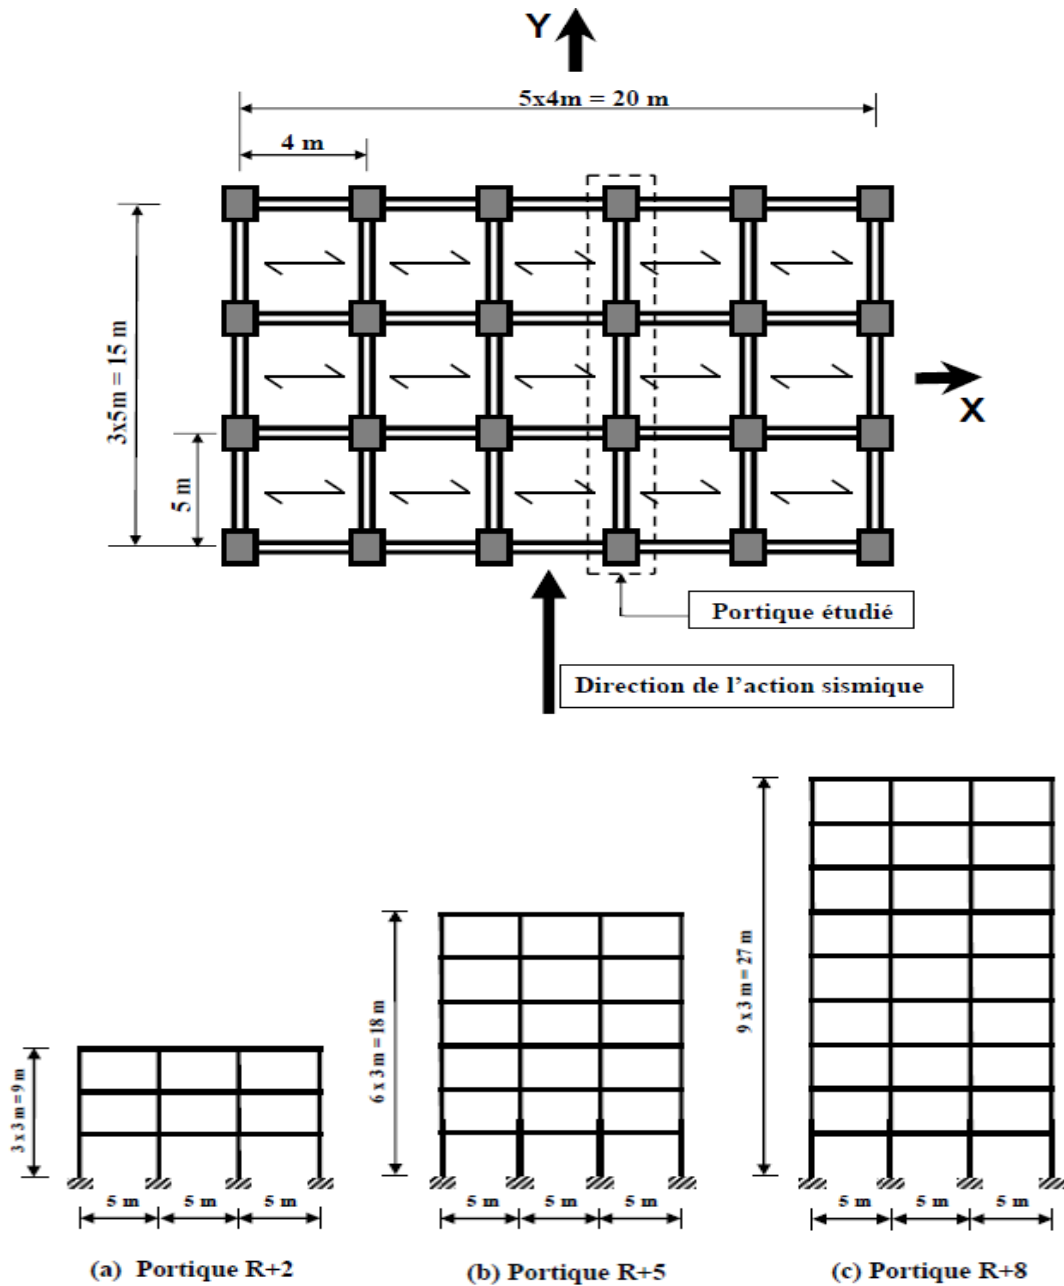 Y
5x4m = 20 m
4 m
3x5m = 15 m
5 m
X
Portique étudié
Direction de l'action sismique
3 x 3 m = 9 m
6 x 3 m = 18 m
9 x 3 m = 27 m
5 m 5 m 5 m
5 m 5 m 5 m
5 m 5 m 5 m
(a) Portique R+2
(b) Portique R+5
(c) Portique R+8